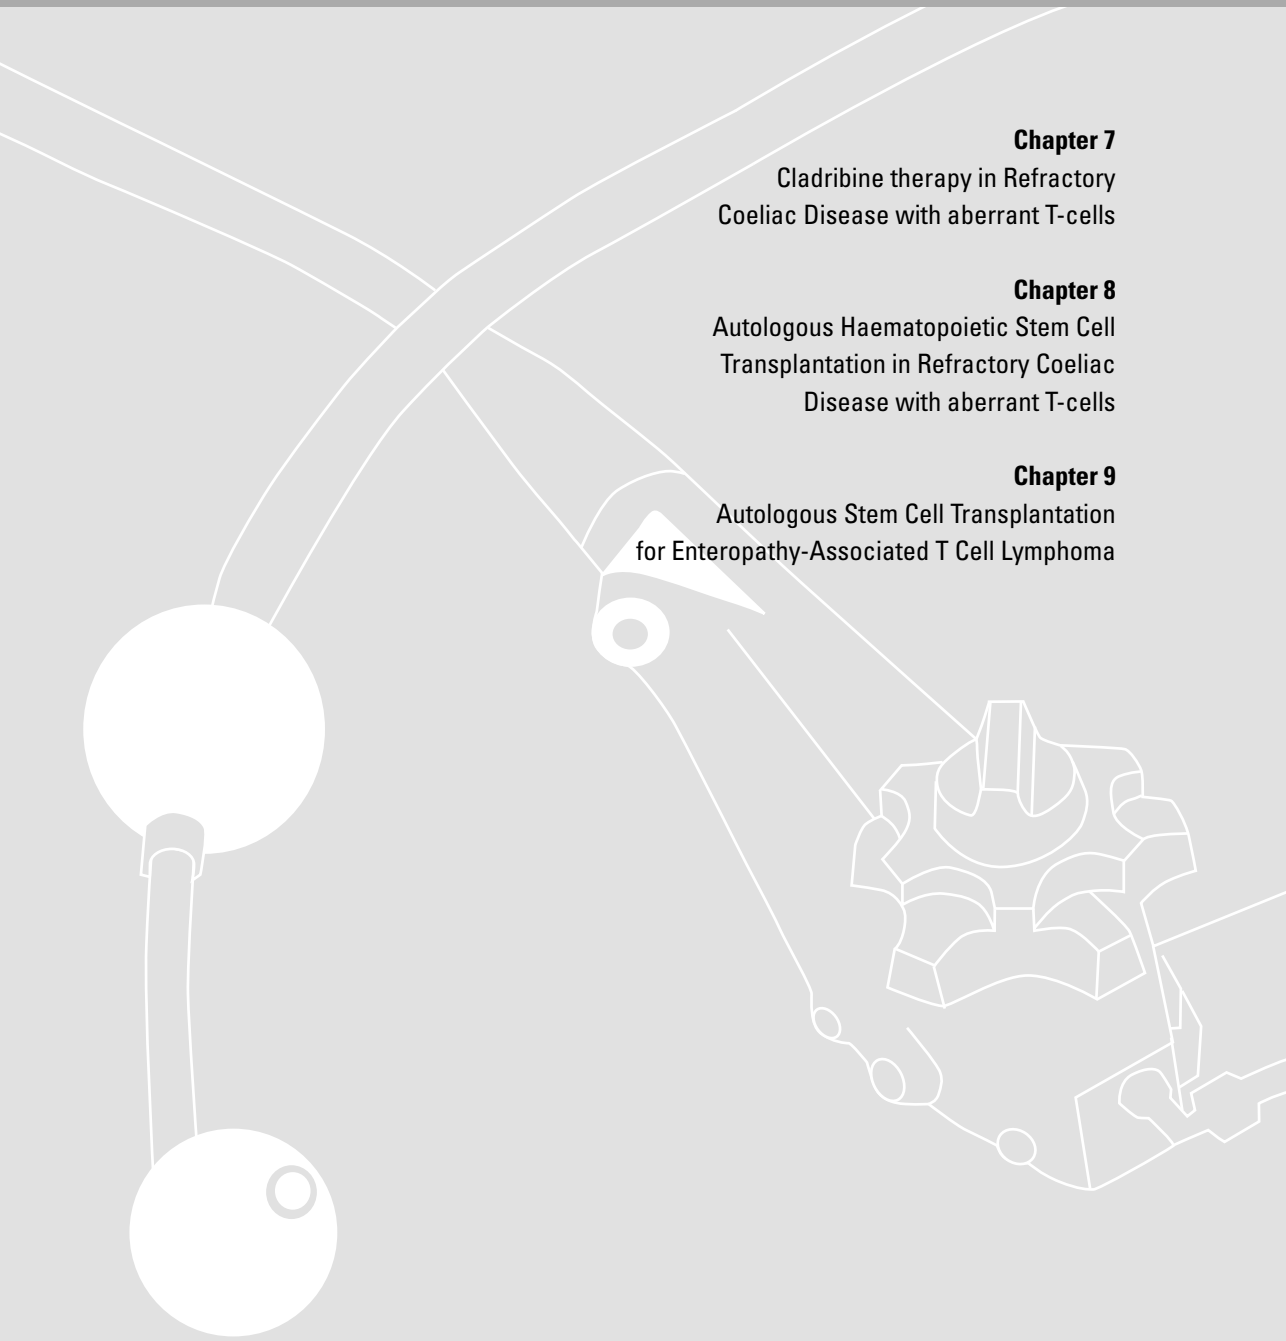 Chapter 7
Cladribine therapy in Refractory
Coeliac Disease with aberrant T-cells
Chapter 8
Autologous Haematopoietic Stem Cell
Transplantation in Refractory Coeliac
Disease with aberrant T-cells
Chapter 9
Autologous Stem Cell Transplantation
for Enteropathy-Associated T Cell Lymphoma